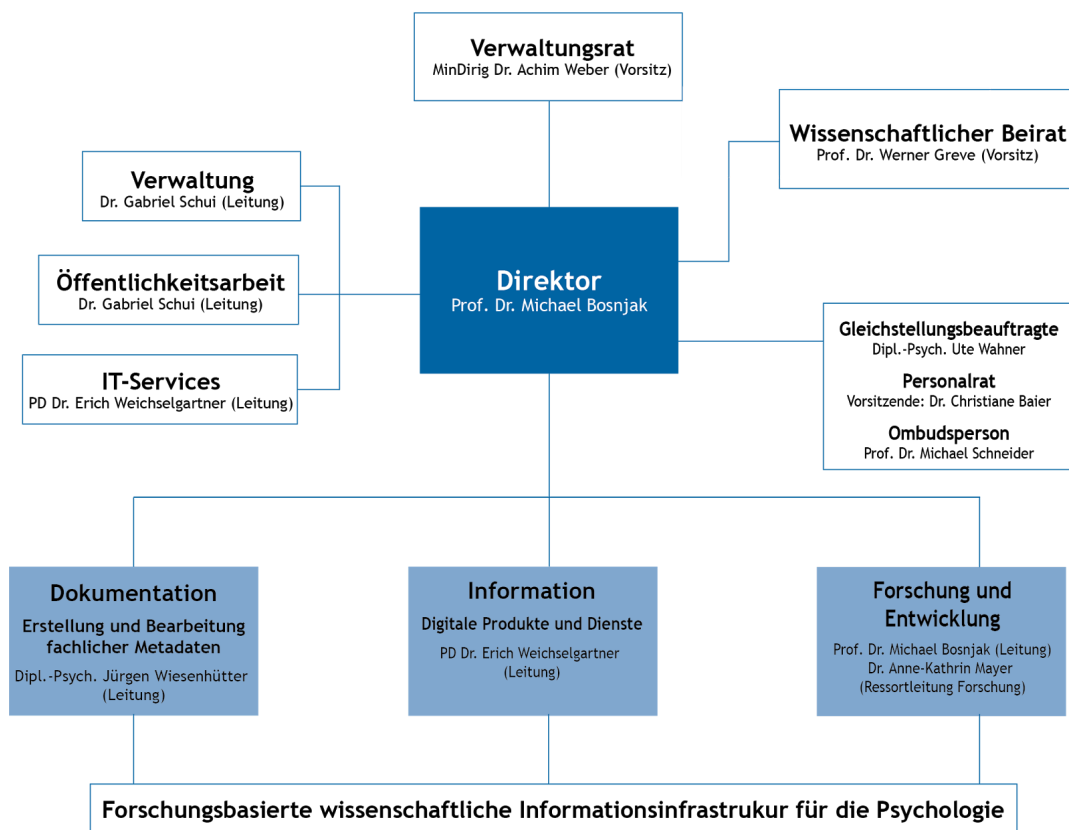 Verwaltungsrat
MinDirig Dr. Achim Weber (Vorsitz)
Wissenschaftlicher Beirat
Prof. Dr. Werner Greve (Vorsitz)
Verwaltung
Dr. Gabriel Schui (Leitung)
Öffentlichkeitsarbeit
Dr. Gabriel Schui (Leitung)
IT-Services
PD Dr. Erich Weichselgartner (Leitung)
Direktor
Prof. Dr. Michael Bosnjak
Gleichstellungsbeauftragte
Dipl.-Psych. Ute Wahner
Personalrat
Vorsitzende: Dr. Christiane Baier
Ombudsperson
Prof. Dr. Michael Schneider
Dokumentation
Erstellung und Bearbeitung
fachlicher Metadaten
Dipl.-Psych. Jürgen Wiesenhütter
(Leitung)
Information
Digitale Produkte und Dienste
PD Dr. Erich Weichselgartner
(Leitung)
Forschung und
Entwicklung
Prof. Dr. Michael Bosnjak (Leitung)
Dr. Anne-Kathrin Mayer
(Ressortleitung Forschung)
Forschungsbasierte wissenschaftliche Informationsinfrastrukur für die Psychologie